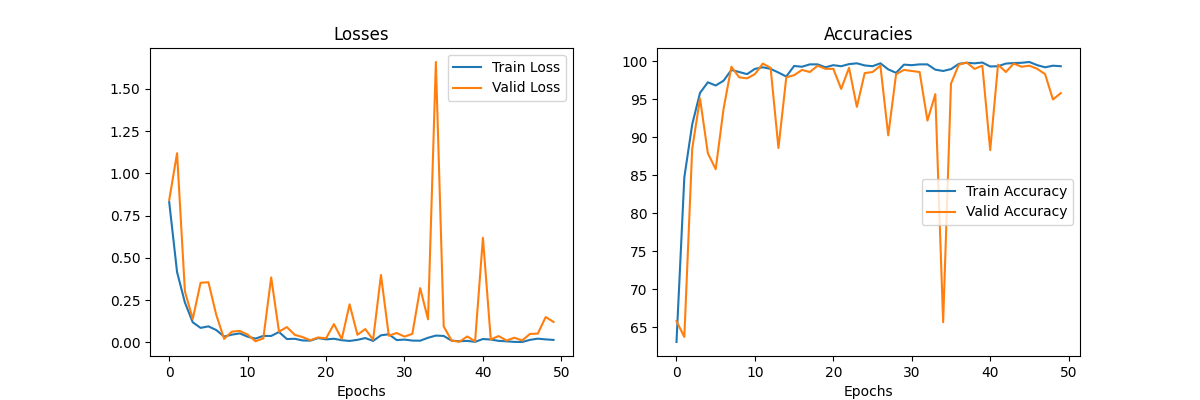 Losses
Train Loss
Valid Loss
1.50
1.25
1.00
0.75
0.50
0.25
0.00
0 10 20 30 40 50
Epochs
Accuracies
100
95
90
85
80
75
70
65
Train Accuracy
Valid Accuracy
0 10 20 30 40 50
Epochs